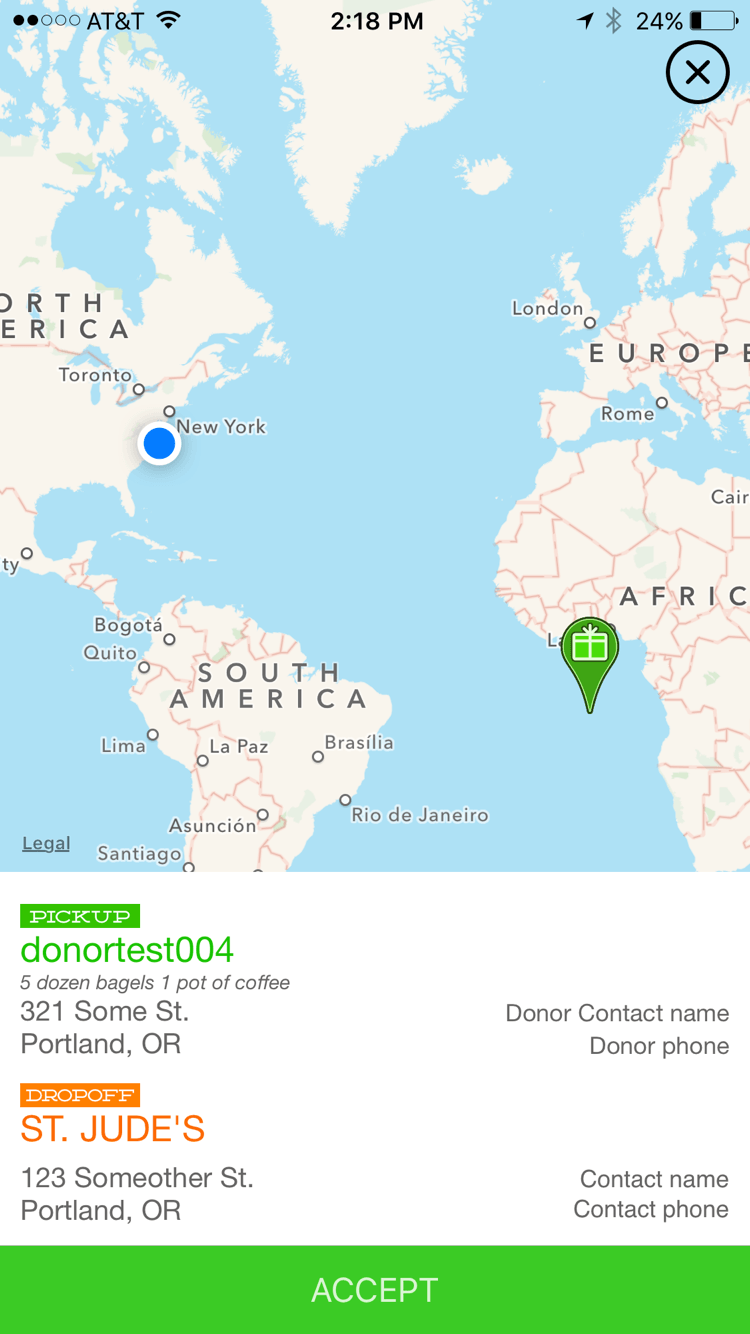 AT&T 2:18 PM 24%
ORTH
ERICA
London
EUROPE
Toronto
New York
Rome
Cair
ty
AFRIC
Bogotá
La
Quito
SOUTH
AMERICA
Lima
La Paz
Brasília
Rio de Janeiro
Asunción
Legal
Santiago
PICKUP
donortest004
5 dozen bagels 1 pot of coffee
321 Some St.
Donor Contact name
Portland, OR
Donor phone
DROPOFF
ST. JUDE'S
123 Someother St.
Contact name
Portland, OR
Contact phone
ACCEPT